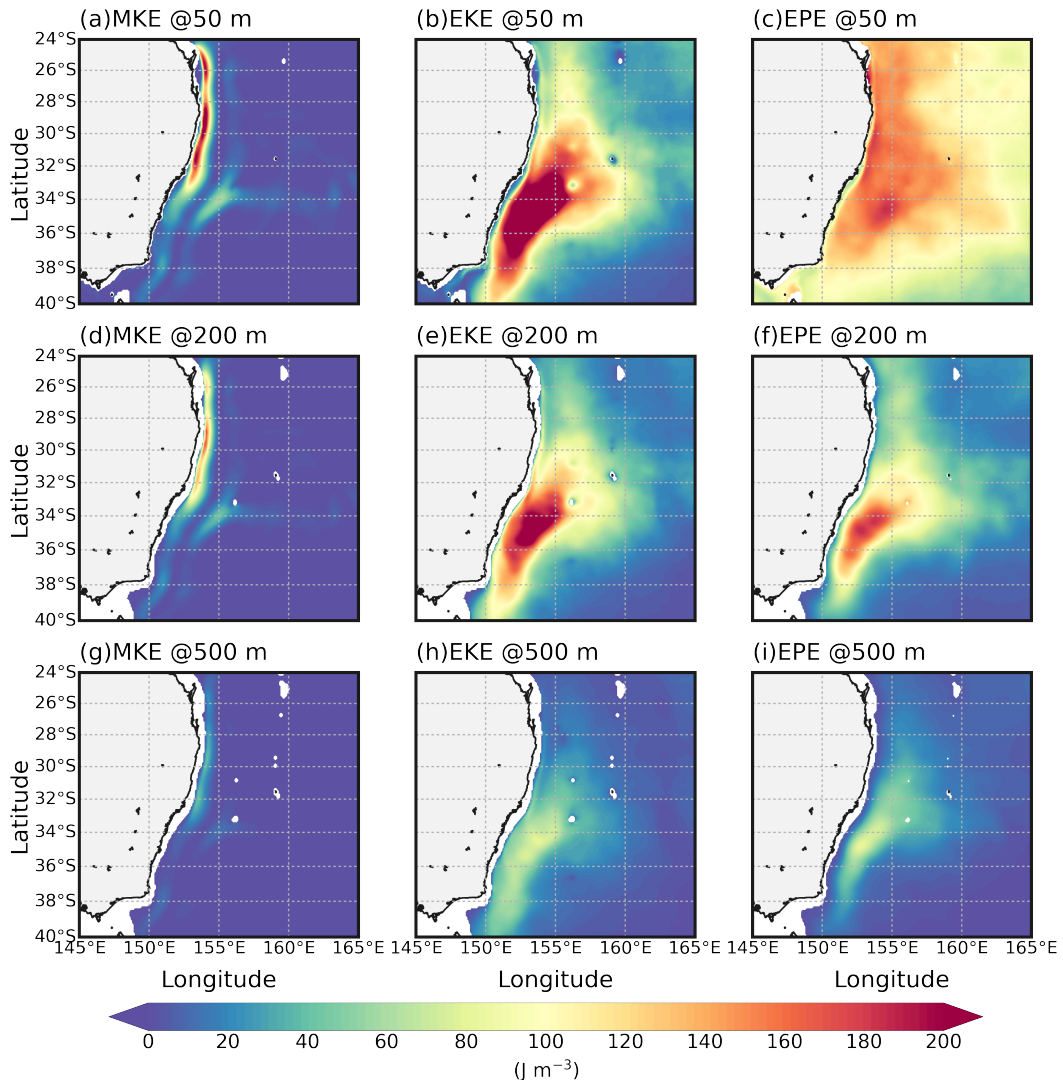 (a)MKE @50 m
(b)EKE @50 m
(c)EPE @50 m
24°S
26°S
28°S
30°S
32°S
34°S
36°S
38°S
40°S
Latitude
(d)MKE @200 m
(e)EKE @200 m
(f)EPE @200 m
24°S
26°S
28°S
30°S
32°S
34°S
36°S
38°S
40°S
Latitude
(g)MKE @500 m
(h)EKE @500 m
(i)EPE @500 m
24°S
26°S
28°S
30°S
32°S
34°S
36°S
38°S
40°S
Latitude
145°E 150°E 155°E 160°E 165°E
145°E 150°E 155°E 160°E 165°E
145°E 150°E 155°E 160°E 165°E
Longitude
Longitude
Longitude
0 20 40 60 80 100 120 140 160 180 200
(J m⁻³)